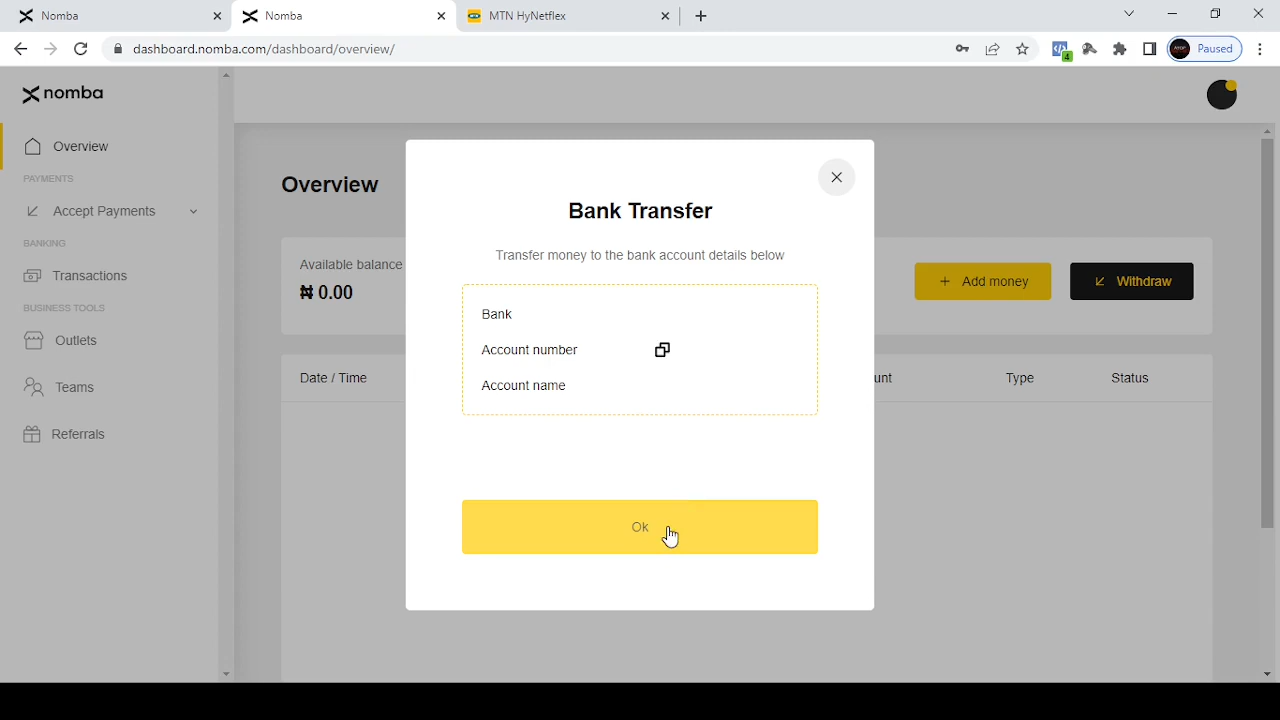 Nomba
Nomba
MTN HyNetflex
dashboard.nomba.com/dashboard/overview/
4
Paused
nomba
Overview
PAYMENTS
Accept Payments
BANKING
Transactions
BUSINESS TOOLS
Outlets
Teams
Referrals
Overview
Available balance
₦ 0.00
Add money
Withdraw
Date / Time
unt
Type
Status
Bank Transfer
Transfer money to the bank account details below
Bank
Account number
Account name
Ok